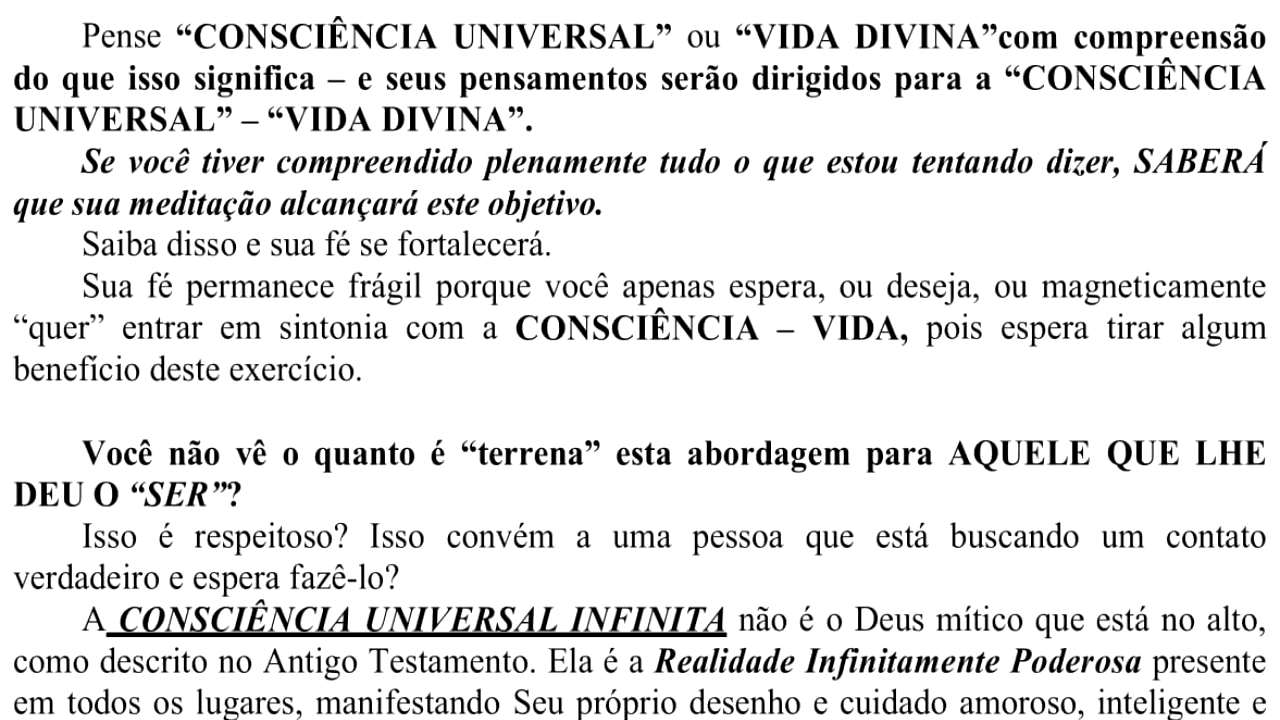 Pense “CONSCIÊNCIA UNIVERSAL” ou “VIDA DIVINA”com compreensão
do que isso significa – e seus pensamentos serão dirigidos para a “CONSCIÊNCIA
UNIVERSAL” – “VIDA DIVINA”.
Se você tiver compreendido plenamente tudo o que estou tentando dizer, SABERÁ
que sua meditação alcançará este objetivo.
Saiba disso e sua fé se fortalecerá.
Sua fé permanece frágil porque você apenas espera, ou deseja, ou magneticamente
“quer” entrar em sintonia com a CONSCIÊNCIA – VIDA, pois espera tirar algum
benefício deste exercício.
Você não vê o quanto é “terrena” esta abordagem para AQUELE QUE LHE
DEU O “SER”?
Isso é respeitoso? Isso convém a uma pessoa que está buscando um contato
verdadeiro e espera fazê-lo?
A CONSCIÊNCIA UNIVERSAL INFINITA não é o Deus mítico que está no alto,
como descrito no Antigo Testamento. Ela é a Realidade Infinitamente Poderosa presente
em todos os lugares, manifestando Seu próprio desenho e cuidado amoroso, inteligente e